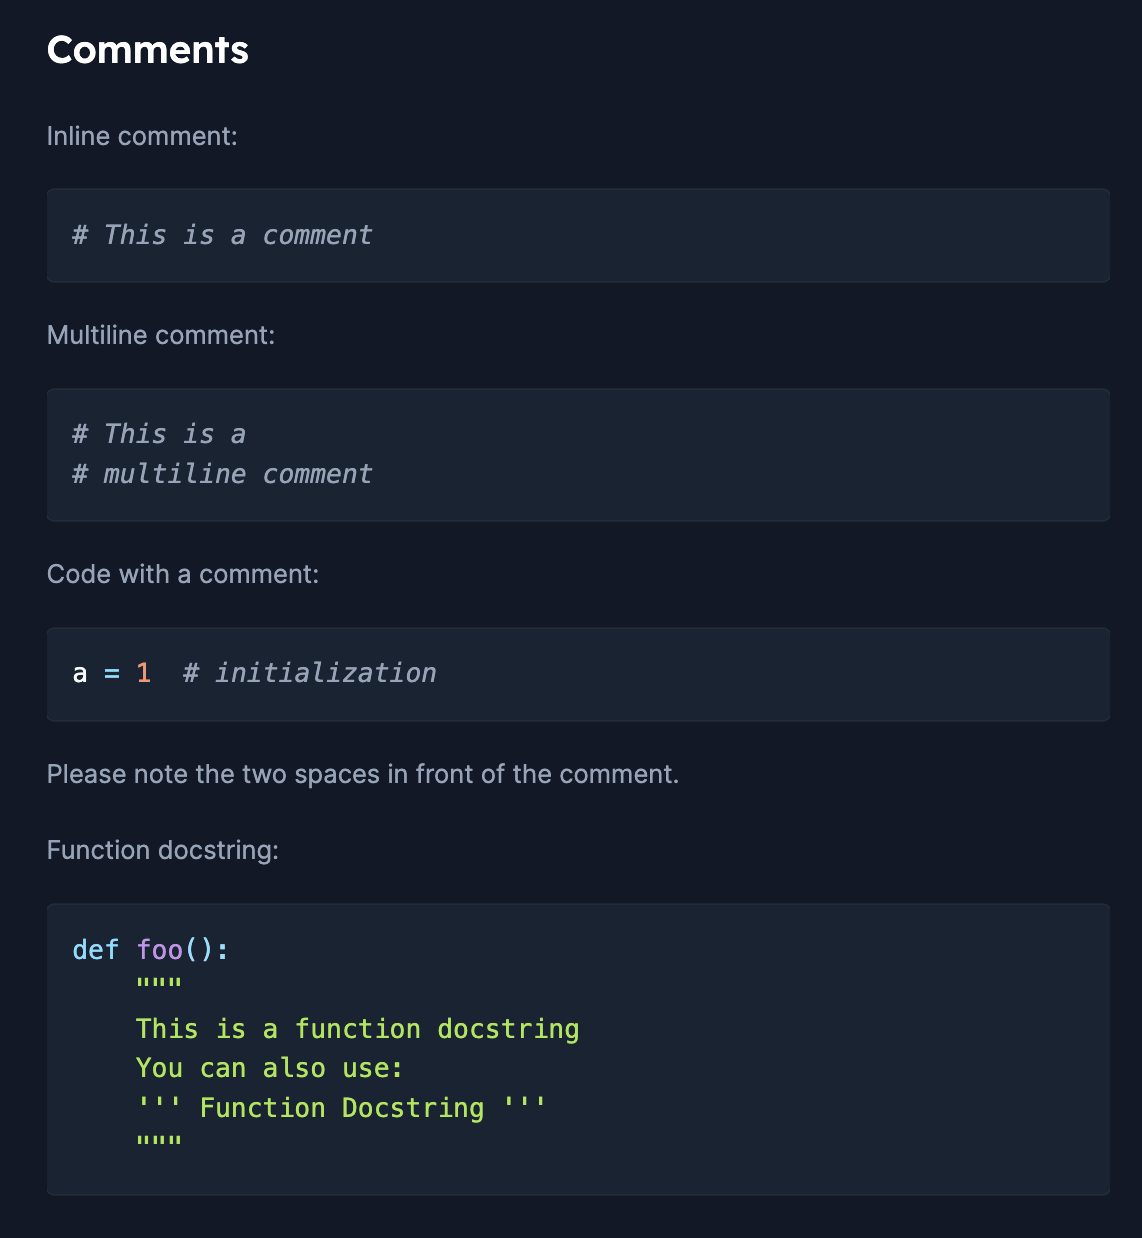 Comments
Inline comment:
# This is a comment
Multiline comment:
# This is a
# multiline comment
Code with a comment:
a = 1  # initialization
Please note the two spaces in front of the comment.
Function docstring:
def foo():
    """
    This is a function docstring
    You can also use:
    ''' Function Docstring '''
    """